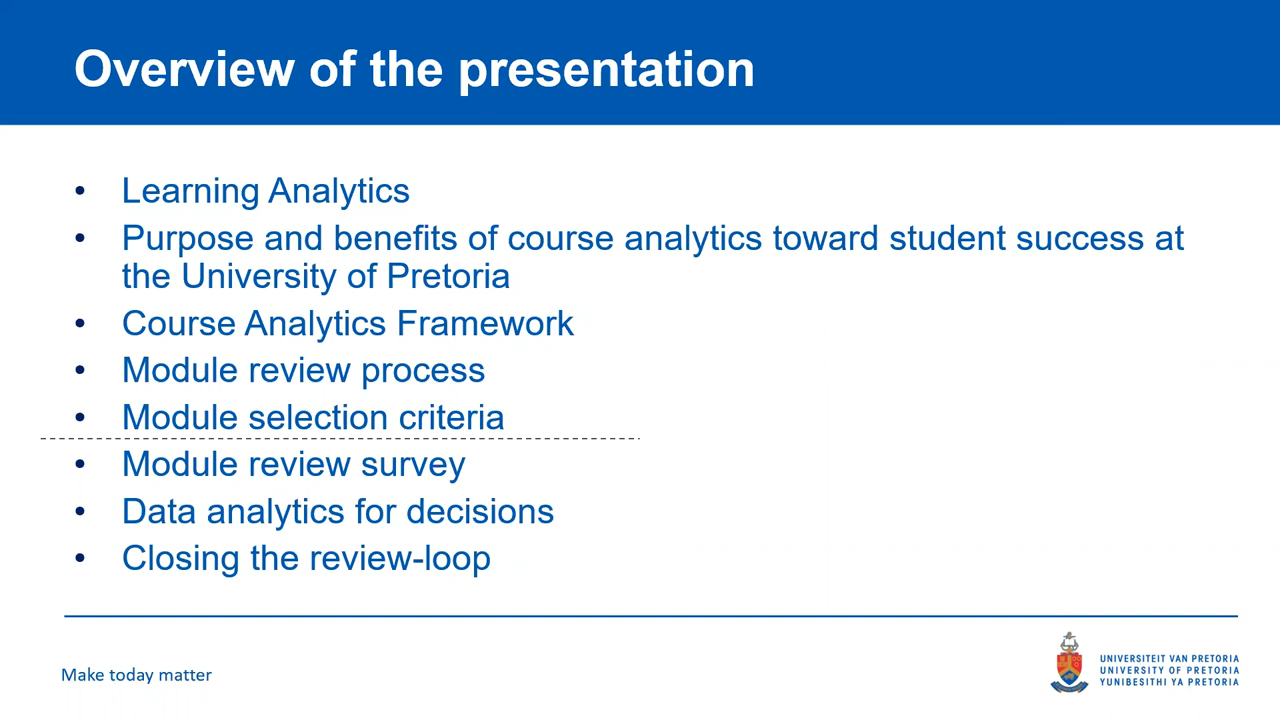 Overview of the presentation
• Learning Analytics
• Purpose and benefits of course analytics toward student success at
the University of Pretoria
• Course Analytics Framework
• Module review process
• Module selection criteria
• Module review survey
• Data analytics for decisions
• Closing the review-loop
Make today matter
UNIVERSITEIT VAN PRETORIA
UNIVERSITY OF PRETORIA
YUNIBESITHI YA PRETORIA